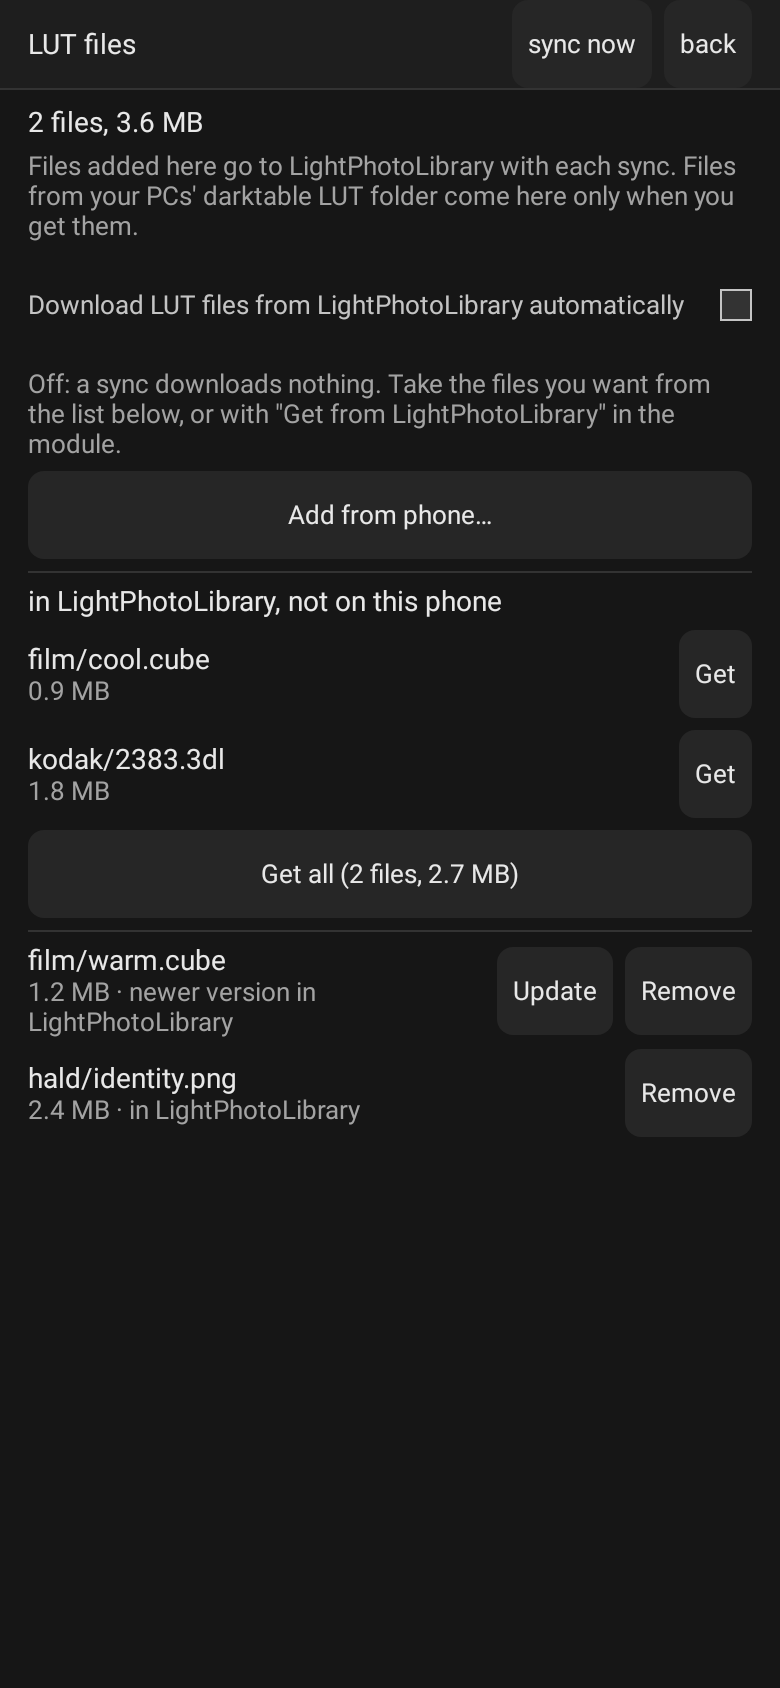 LUT files
sync now
back
2 files, 3.6 MB
Files added here go to LightPhotoLibrary with each sync. Files
from your PCs' darktable LUT folder come here only when you
get them.
Download LUT files from LightPhotoLibrary automatically
Off: a sync downloads nothing. Take the files you want from
the list below, or with "Get from LightPhotoLibrary" in the
module.
Add from phone…
in LightPhotoLibrary, not on this phone
film/cool.cube
0.9 MB
Get
kodak/2383.3dl
1.8 MB
Get
Get all (2 files, 2.7 MB)
film/warm.cube
1.2 MB · newer version in
LightPhotoLibrary
Update
Remove
hald/identity.png
2.4 MB · in LightPhotoLibrary
Remove